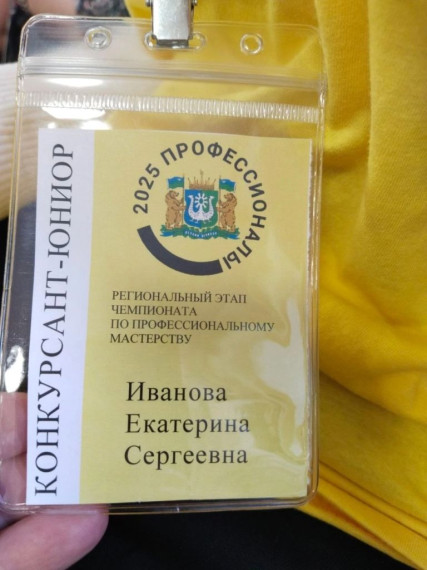 КОНКУРСАНТ-ЮНИОР
2025 ПРОФЕССИОНАЛЫ
РЕГИОНАЛЬНЫЙ ЭТАП
ЧЕМПИОНАТА
ПО ПРОФЕССИОНАЛЬНОМУ
МАСТЕРСТВУ
Иванова
Екатерина
Сергеевна